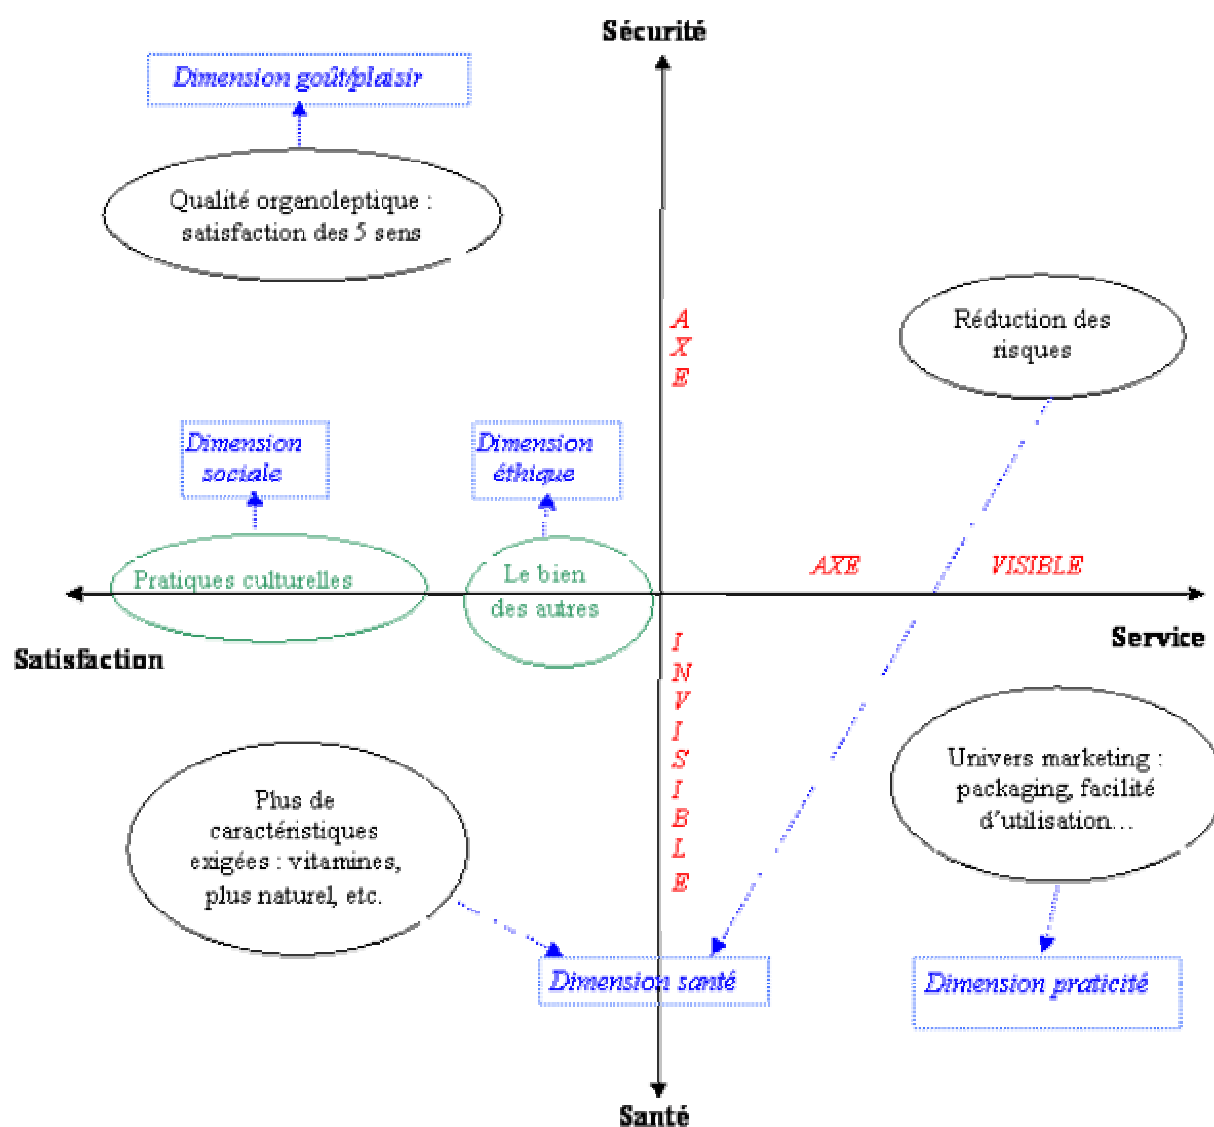 Sécurité
Dimension goût/plaisir
Qualité organoleptique :
satisfaction des 5 sens
A
X
E
Réduction des
risques
Dimension
sociale
Dimension
éthique
Pratiques culturelles
Le bien
des autres
AXE VISIBLE
Satisfaction
Service
I
N
V
I
S
I
B
L
E
Univers marketing :
packaging, facilité
d'utilisation...
Plus de
caractéristiques
exigées : vitamines,
plus naturel, etc.
Dimension santé
Dimension praticité
Santé